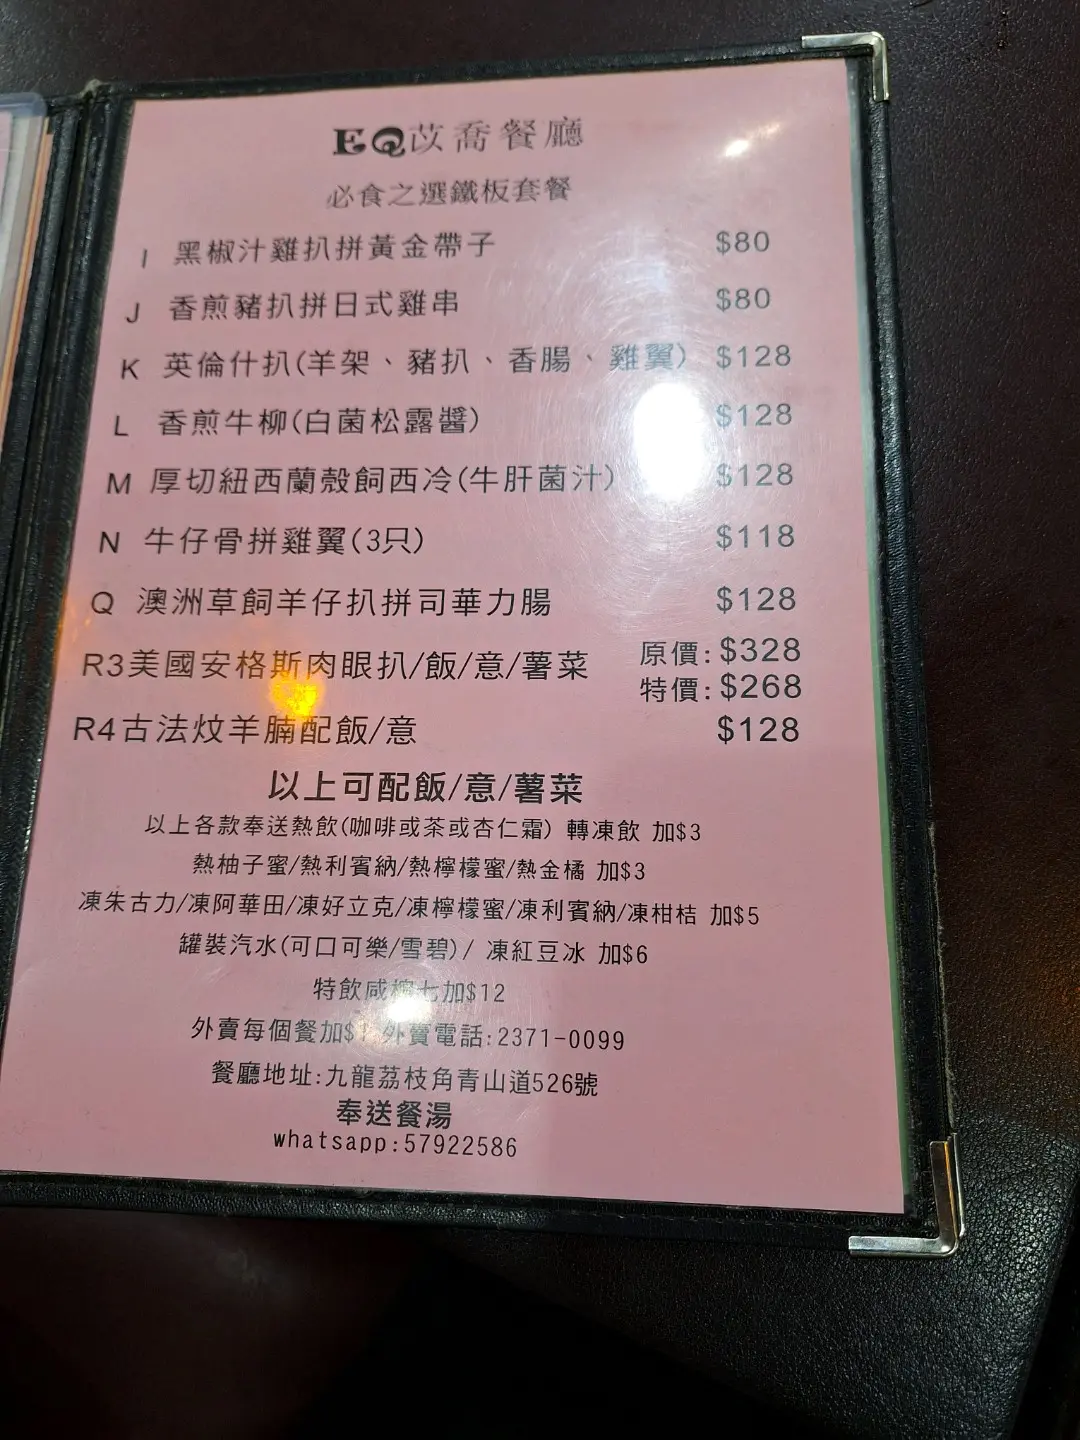 EQ苡喬餐廳
必食之選鐵板套餐
I 黑椒汁雞扒拼黃金帶子 $80
J 香煎豬扒拼日式雞串 $80
K 英倫什扒(羊架、豬扒、香腸、雞翼) $128
L 香煎牛柳(白菌松露醬) $128
M 厚切紐西蘭殼飼西冷(牛肝菌汁) $128
N 牛仔骨拼雞翼(3只) $118
Q 澳洲草飼羊仔扒拼司華力腸 $128
R3美國安格斯肉眼扒/飯/意/薯菜 原價:$328
特價:$268
R4古法炆羊腩配飯/意 $128
以上可配飯/意/薯菜
以上各款奉送熱飲(咖啡或茶或杏仁霜) 轉凍飲 加$3
熱柚子蜜/熱利賓納/熱檸檬蜜/熱金橘 加$3
凍朱古力/凍阿華田/凍好立克/凍檸檬蜜/凍利賓納/凍柑桔 加$5
罐裝汽水(可口可樂/雪碧)/ 凍紅豆冰 加$6
特飲咸檸七加$12
外賣每個餐加$ 外賣電話:2371-0099
餐廳地址:九龍荔枝角青山道526號
奉送餐湯
whatsapp:57922586